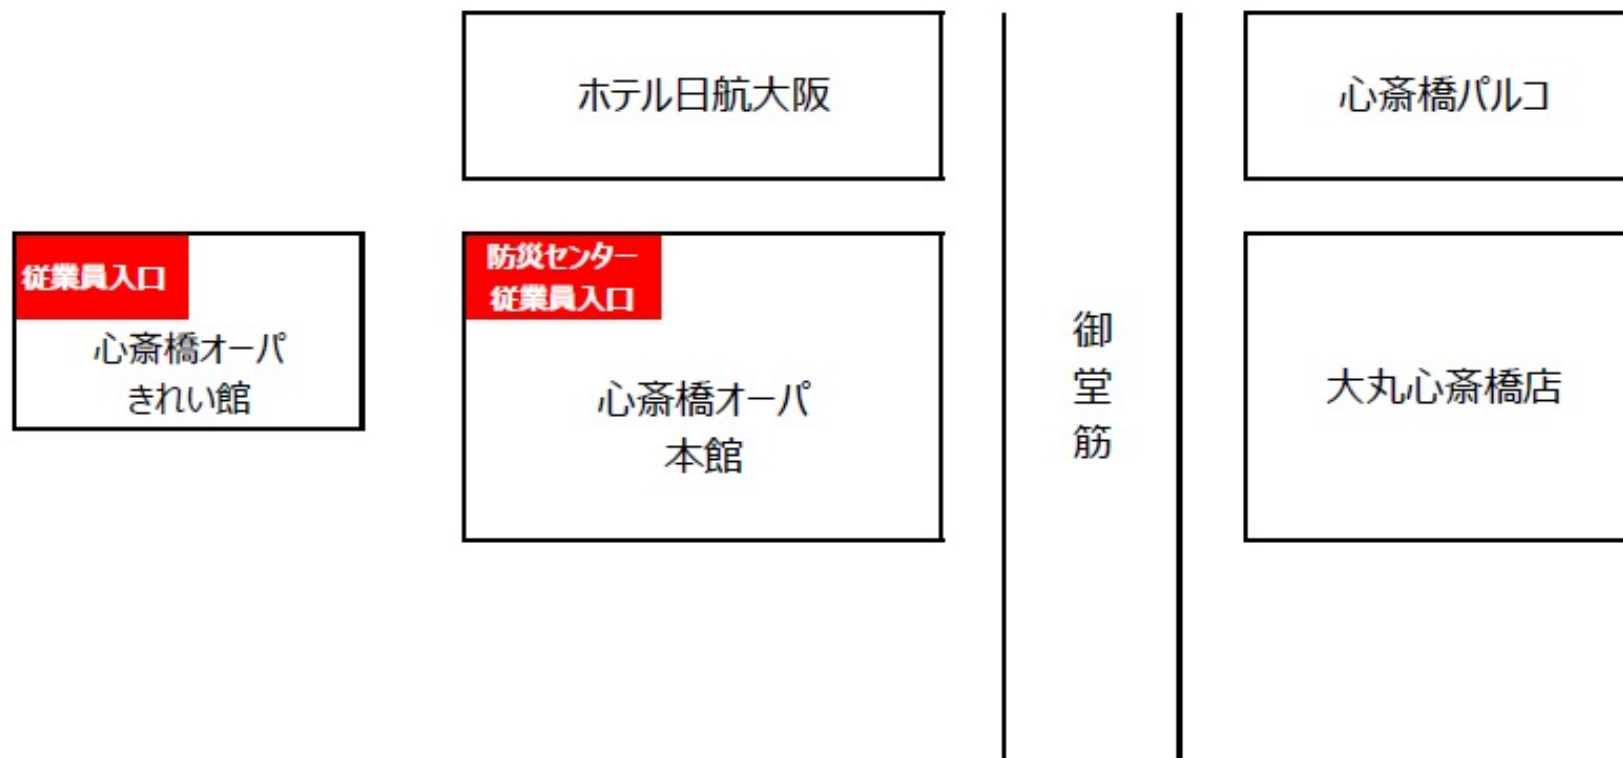 ホテル日航大阪
心斎橋パルコ
従業員入口
心斎橋オーパ
きれい館
防災センター
従業員入口
心斎橋オーパ
本館
御堂筋
大丸心斎橋店